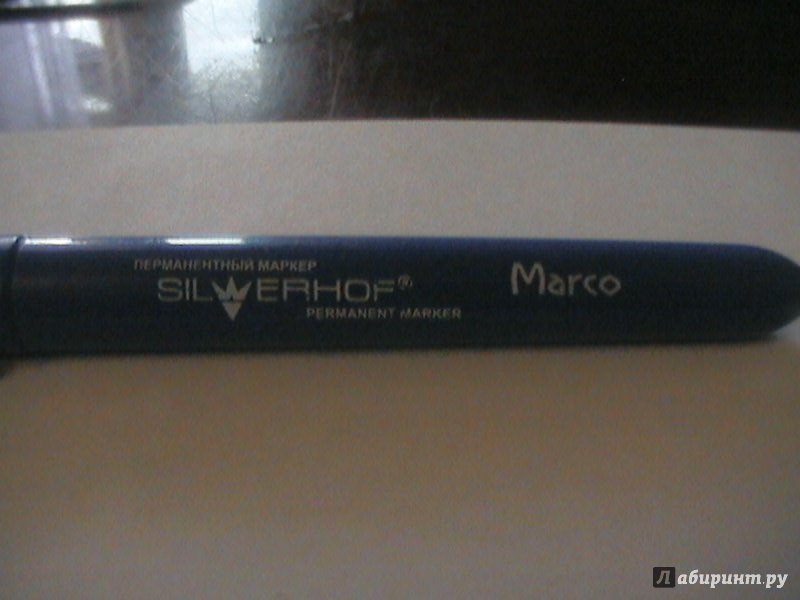 ПЕРМАНЕНТНЫЙ МАРКЕР
SILWERHOF®
PERMANENT MARKER
Marco
Лабиринт.ру